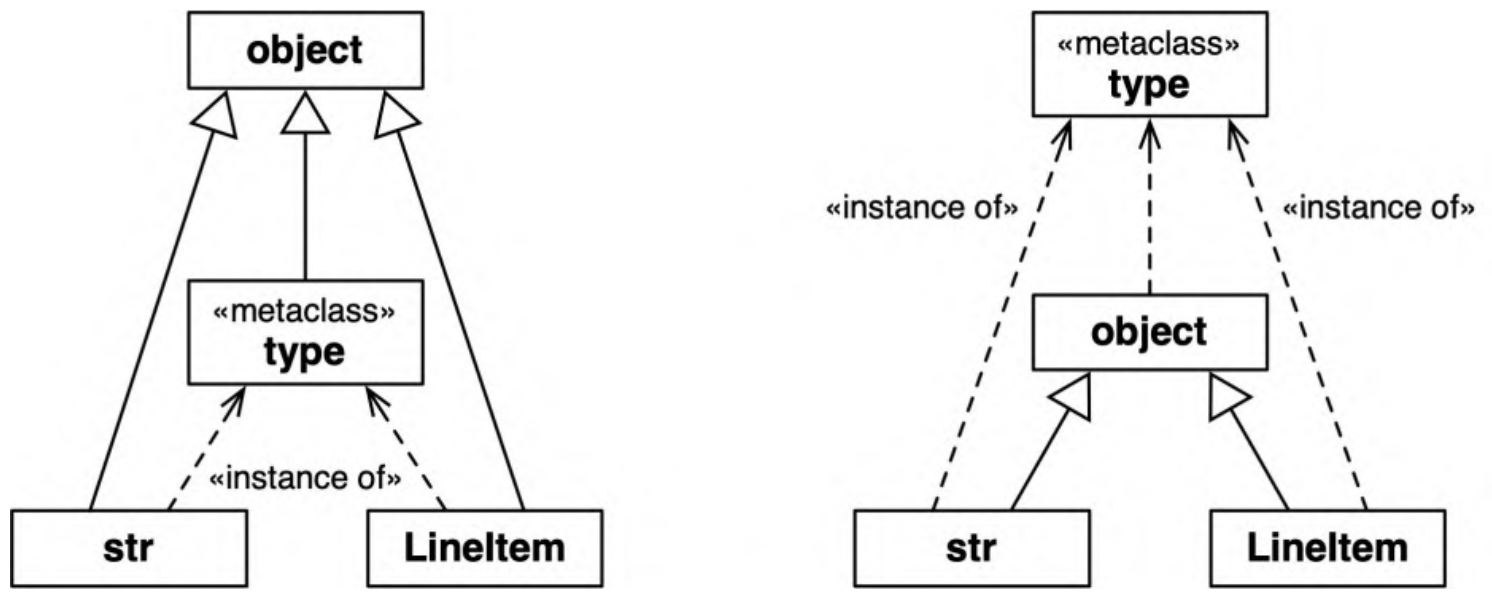 object
«metaclass»
type
«instance of»
str
LineItem
«metaclass»
type
«instance of»
«instance of»
object
str
LineItem